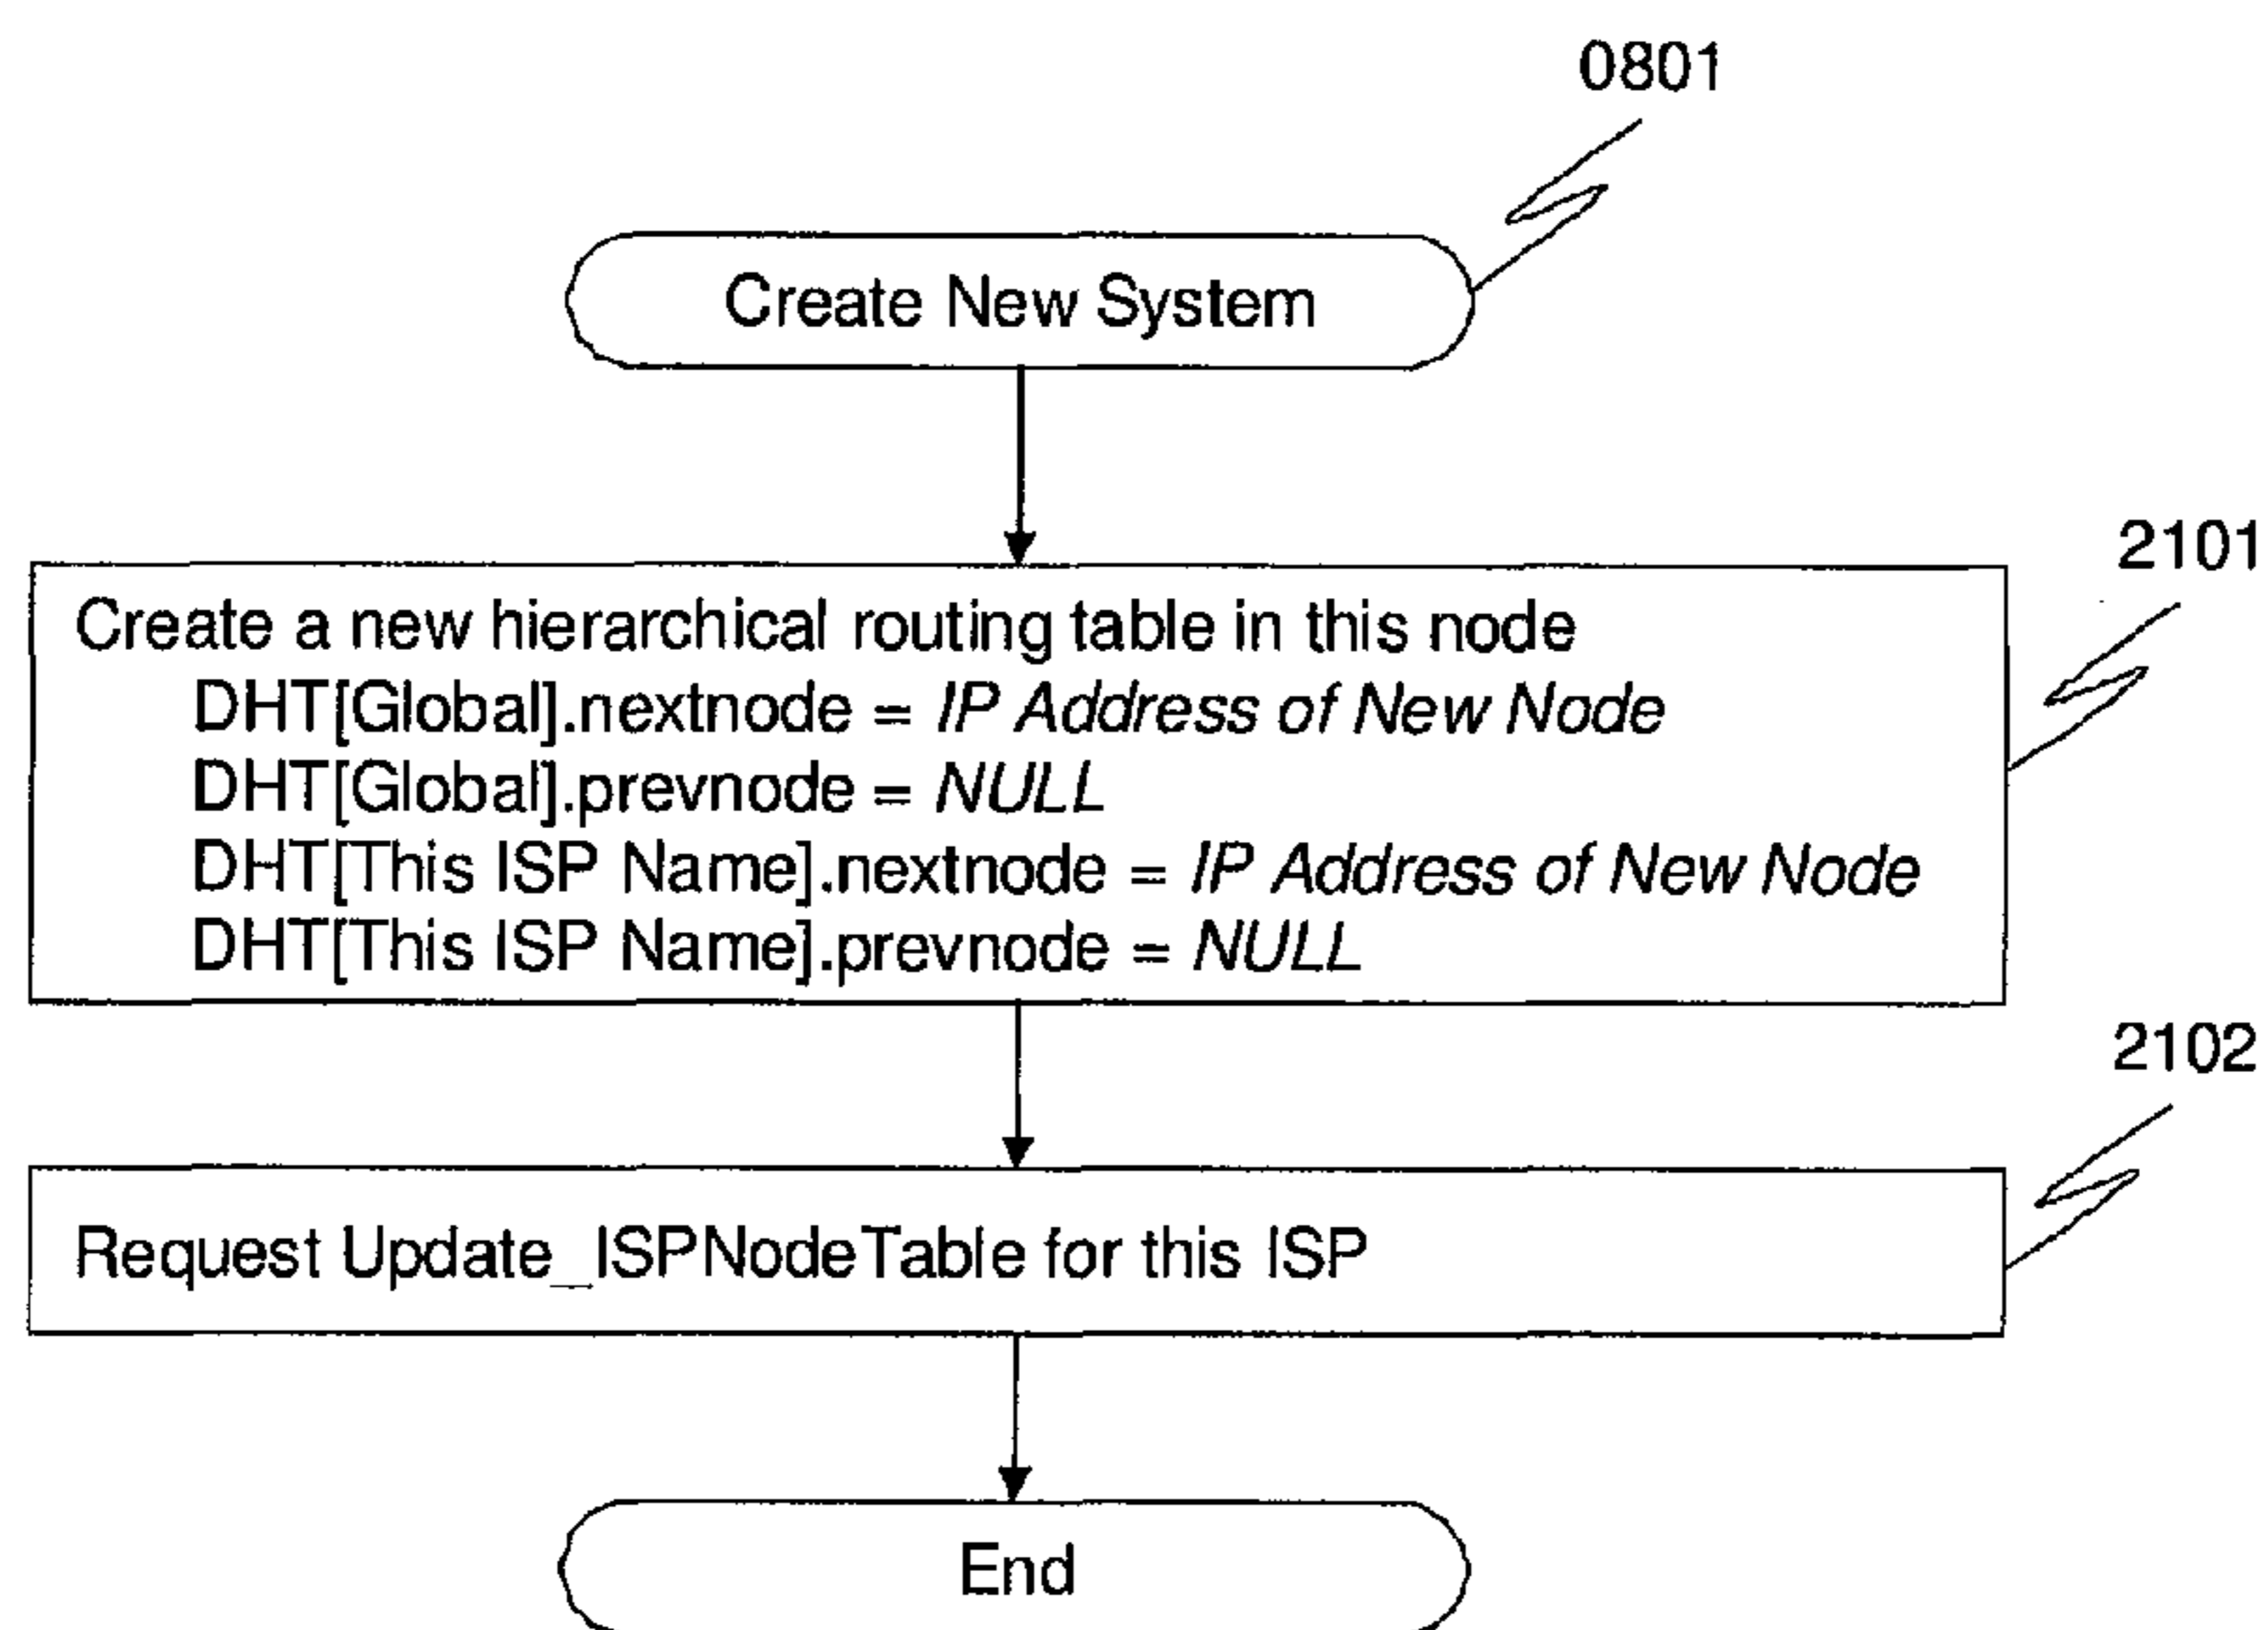 0801
Create New System
2101
Create a new hierarchical routing table in this node
DHT[Global].nextnode = IP Address of New Node
DHT[Global].prevnode = NULL
DHT[This ISP Name].nextnode = IP Address of New Node
DHT[This ISP Name].prevnode = NULL
2102
Request Update_ISPNodeTable for this ISP
End